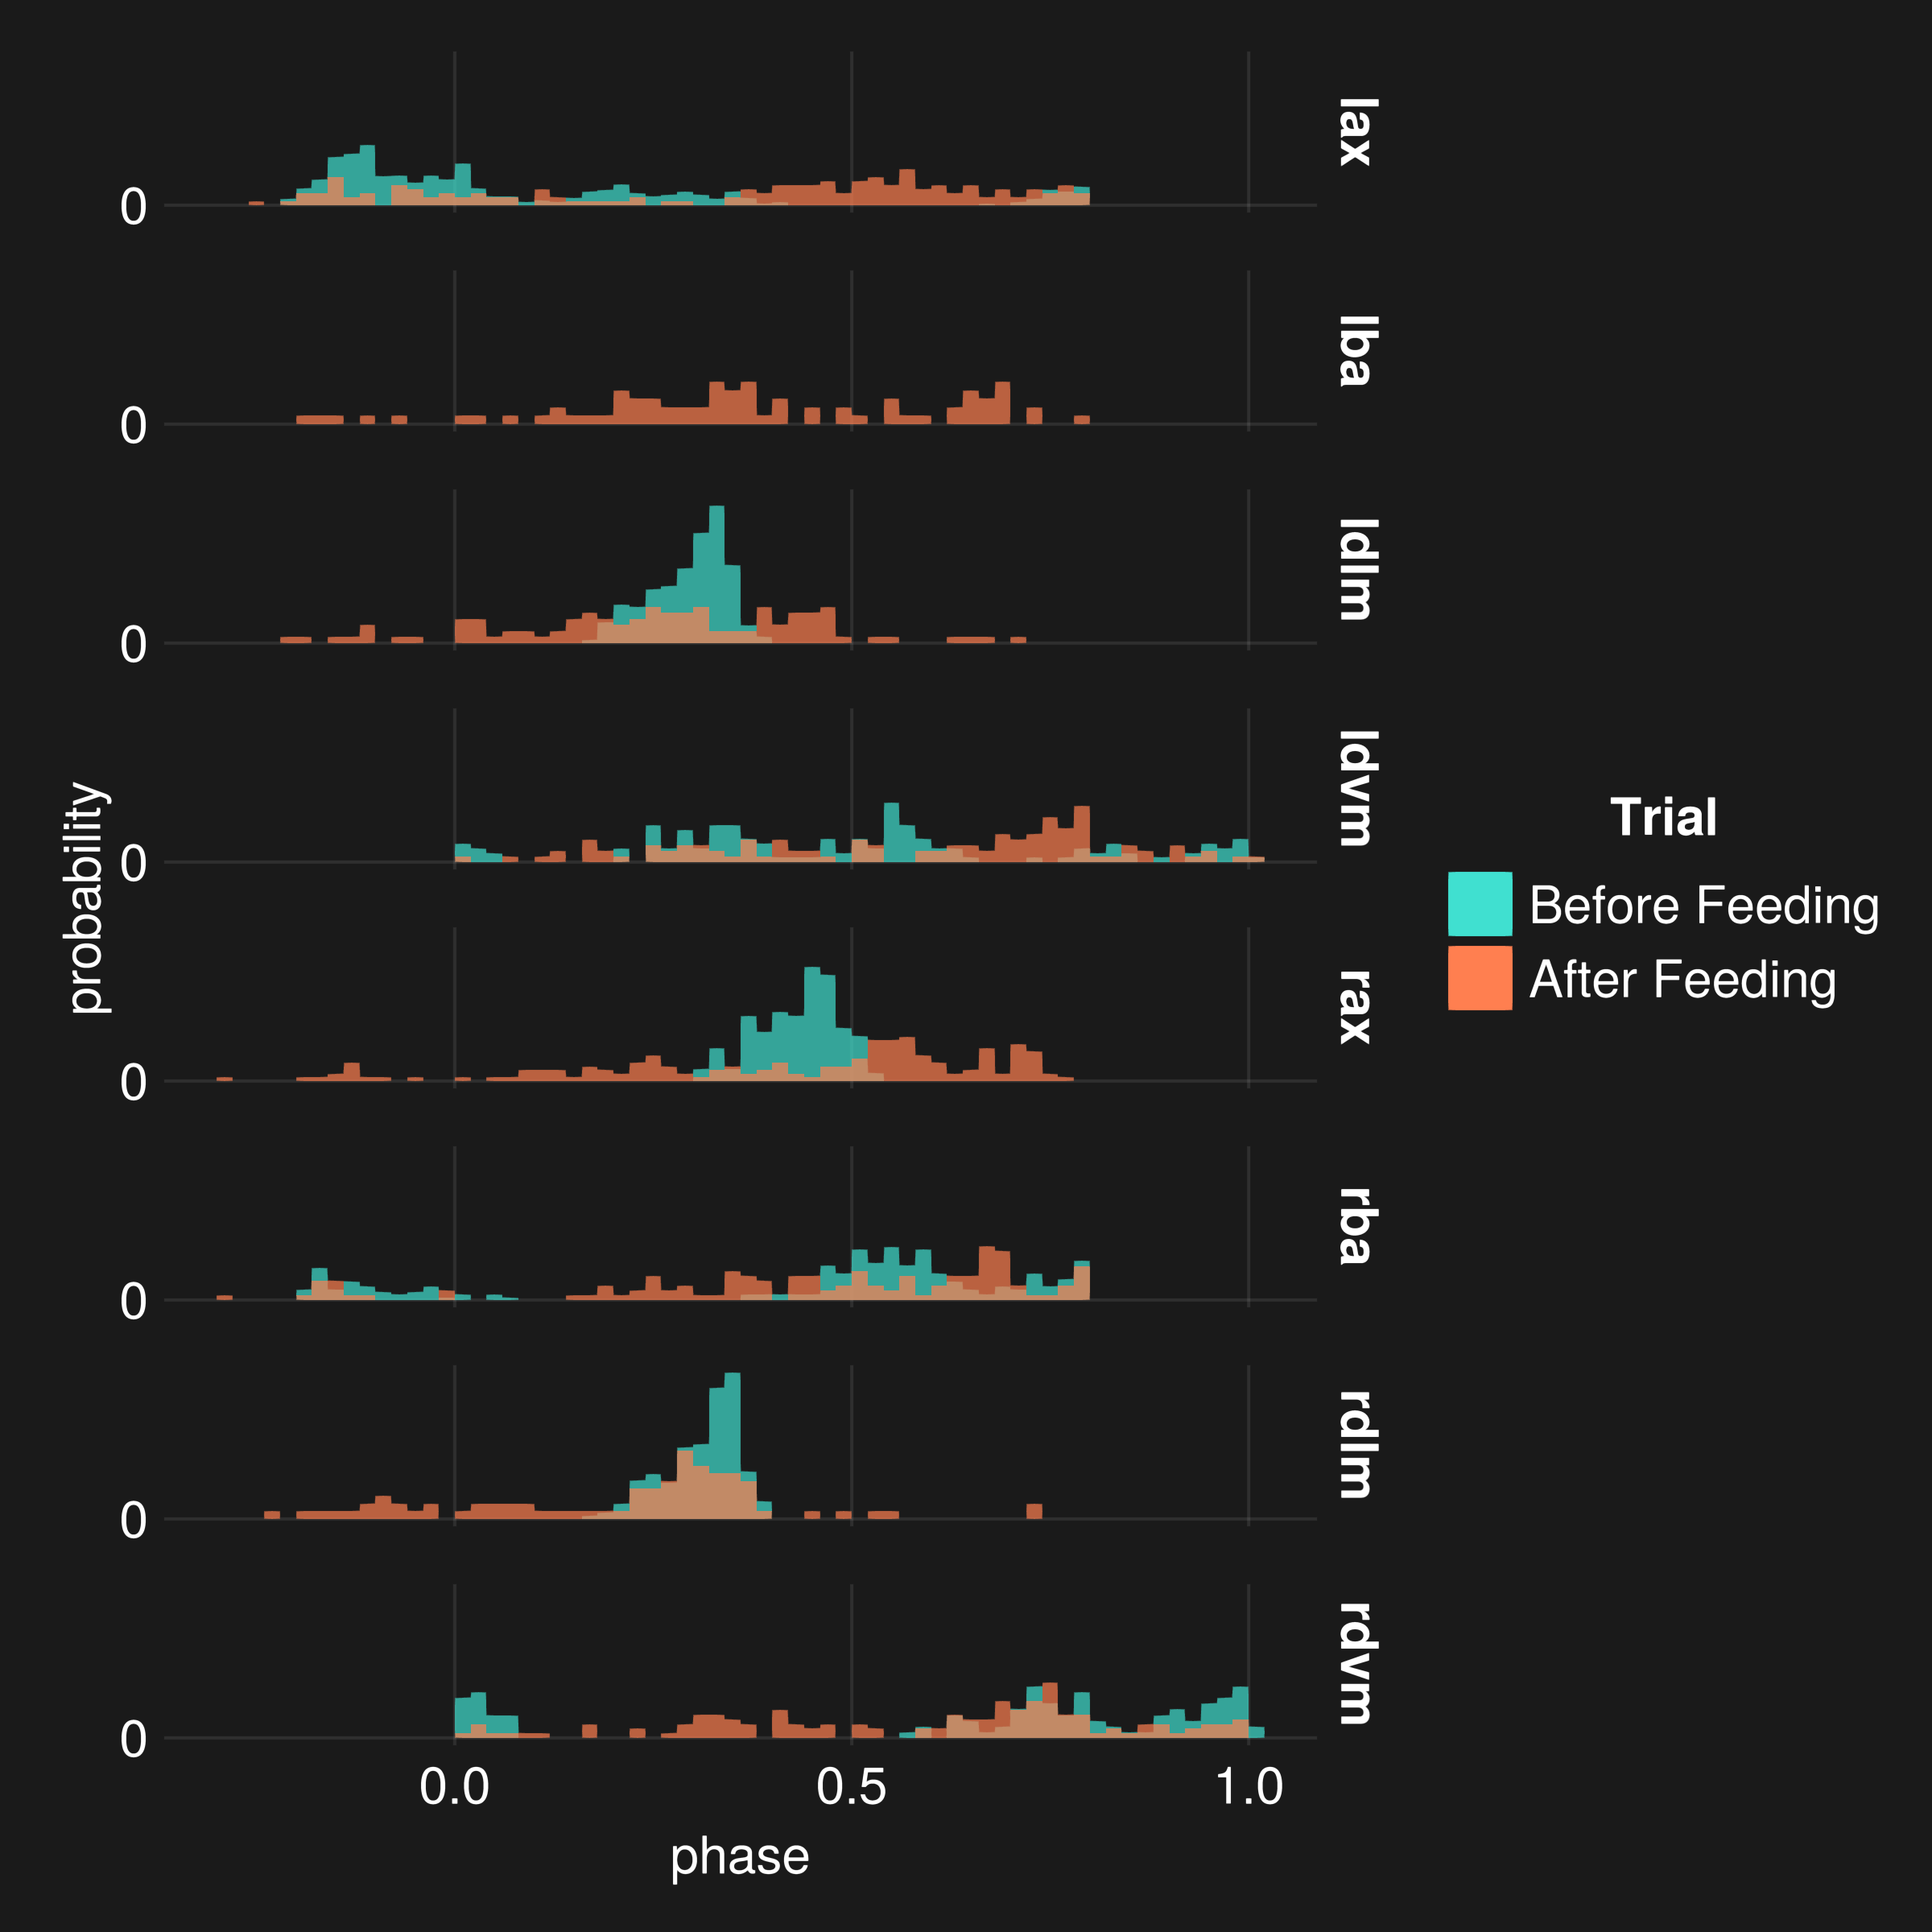 lax
0
lba
0
ldlm
0
ldvm
0
rax
0
rba
0
rdlm
0
rdvm
0
0.0 0.5 1.0
phase
probability
Trial
Before Feeding
After Feeding